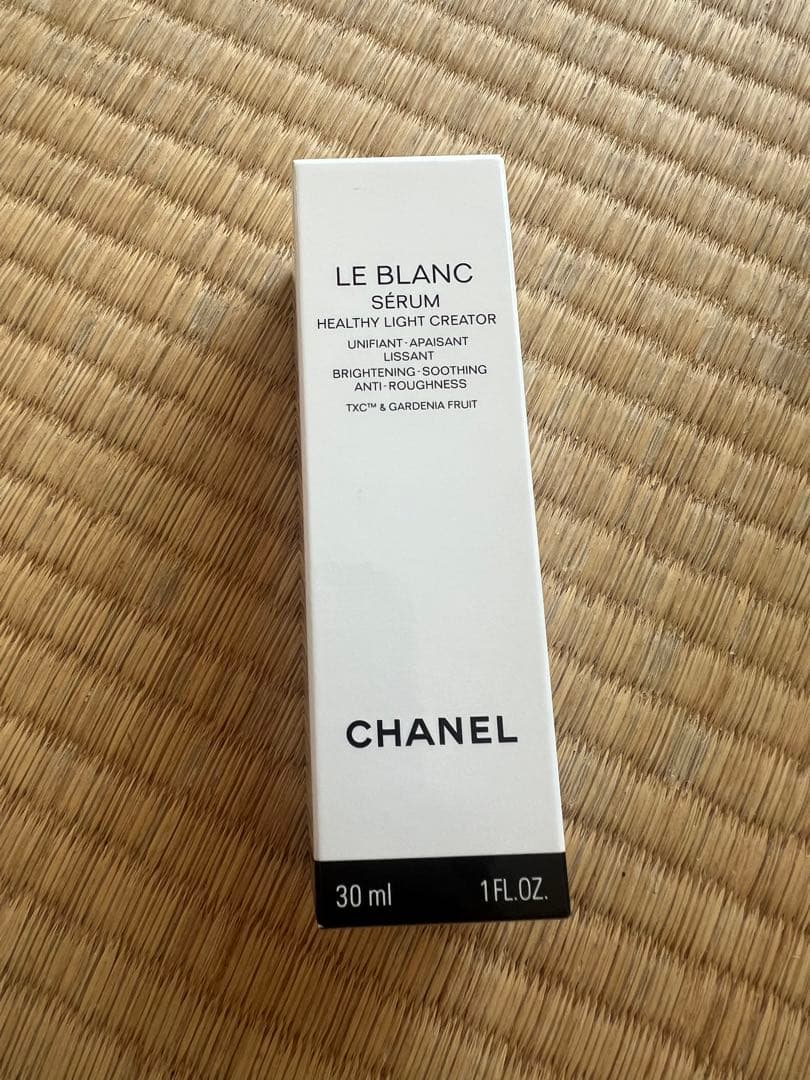 LE BLANC
SÉRUM
HEALTHY LIGHT CREATOR
UNIFIANT-APAISANT
LISSANT
BRIGHTENING-SOOTHING
ANTI-ROUGHNESS
TXC™ & GARDENIA FRUIT
CHANEL
30 ml 1 FL.OZ.